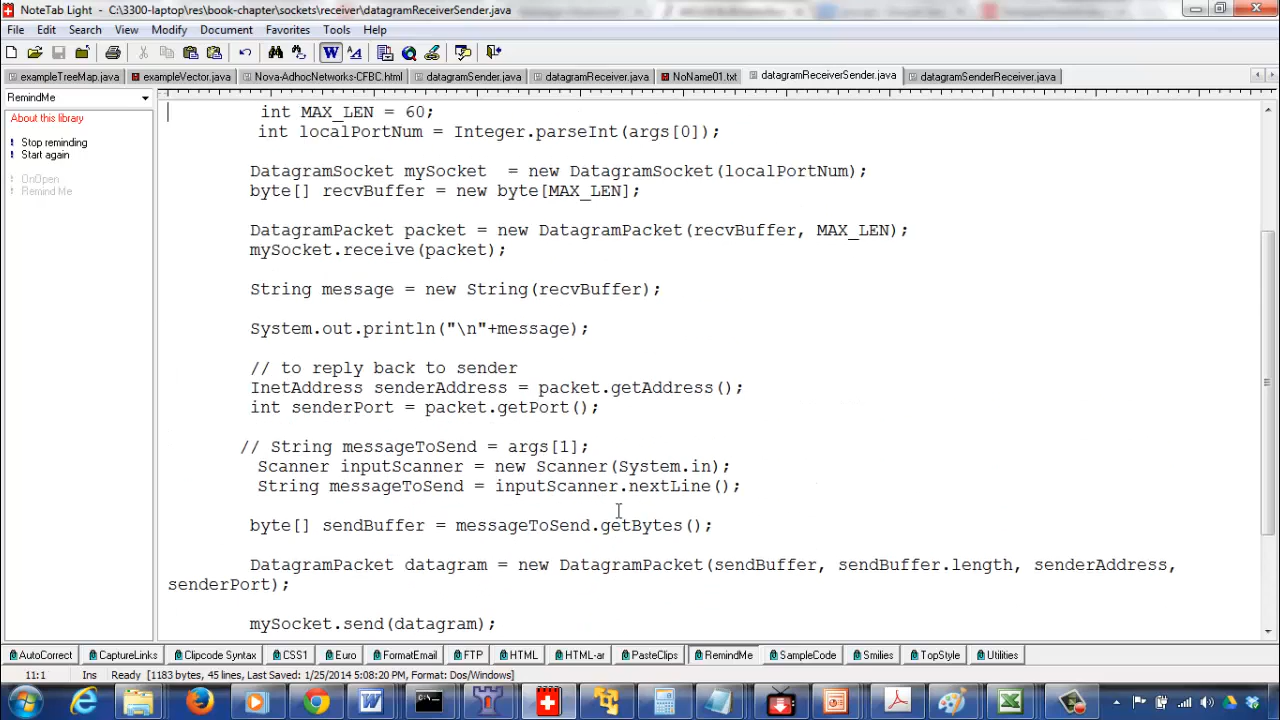 NoteTab Light - C:\3300-laptop\res\book-chapter\sockets\receiver\datagramReceiverSender.java
File Edit Search View Modify Document Favorites Tools Help
exampleTreeMap.java exampleVector.java Nova-AdhocNetworks-CFBC.html datagramSender.java datagramReceiver.java NoName01.txt datagramReceiverSender.java datagramSenderReceiver.java
RemindMe
About this library
Stop reminding
Start again
OnOpen
Remind Me
int MAX_LEN = 60;
int localPortNum = Integer.parseInt(args[0]);
DatagramSocket mySocket = new DatagramSocket(localPortNum);
byte[] recvBuffer = new byte[MAX_LEN];
DatagramPacket packet = new DatagramPacket(recvBuffer, MAX_LEN);
mySocket.receive(packet);
String message = new String(recvBuffer);
System.out.println("\n"+message);
// to reply back to sender
InetAddress senderAddress = packet.getAddress();
int senderPort = packet.getPort();
// String messageToSend = args[1];
Scanner inputScanner = new Scanner(System.in);
String messageToSend = inputScanner.nextLine();
byte[] sendBuffer = messageToSend.getBytes();
DatagramPacket datagram = new DatagramPacket(sendBuffer, sendBuffer.length, senderAddress,
senderPort);
mySocket.send(datagram);
AutoCorrect CaptureLinks Clipcode Syntax CSS1 Euro FormatEmail FTP HTML HTML-ar PasteClips RemindMe SampleCode Smilies TopStyle Utilities
11:1 Ins Ready [1183 bytes, 45 lines, Last Saved: 1/25/2014 5:08:20 PM, Format: Dos/Windows]